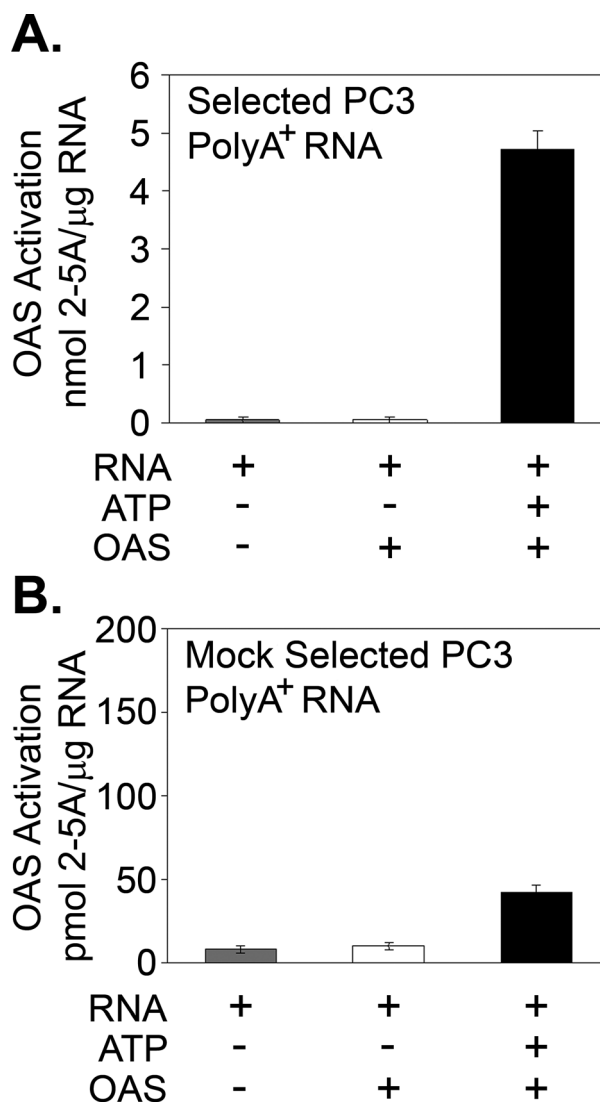 A.
OAS Activation
nmol 2-5A/μg RNA
6
5
4
3
2
1
0
Selected PC3
PolyA+ RNA
RNA + + +
ATP - - +
OAS - + +
B.
OAS Activation
pmol 2-5A/μg RNA
200
150
100
50
0
Mock Selected PC3
PolyA+ RNA
RNA + + +
ATP - - +
OAS - + +